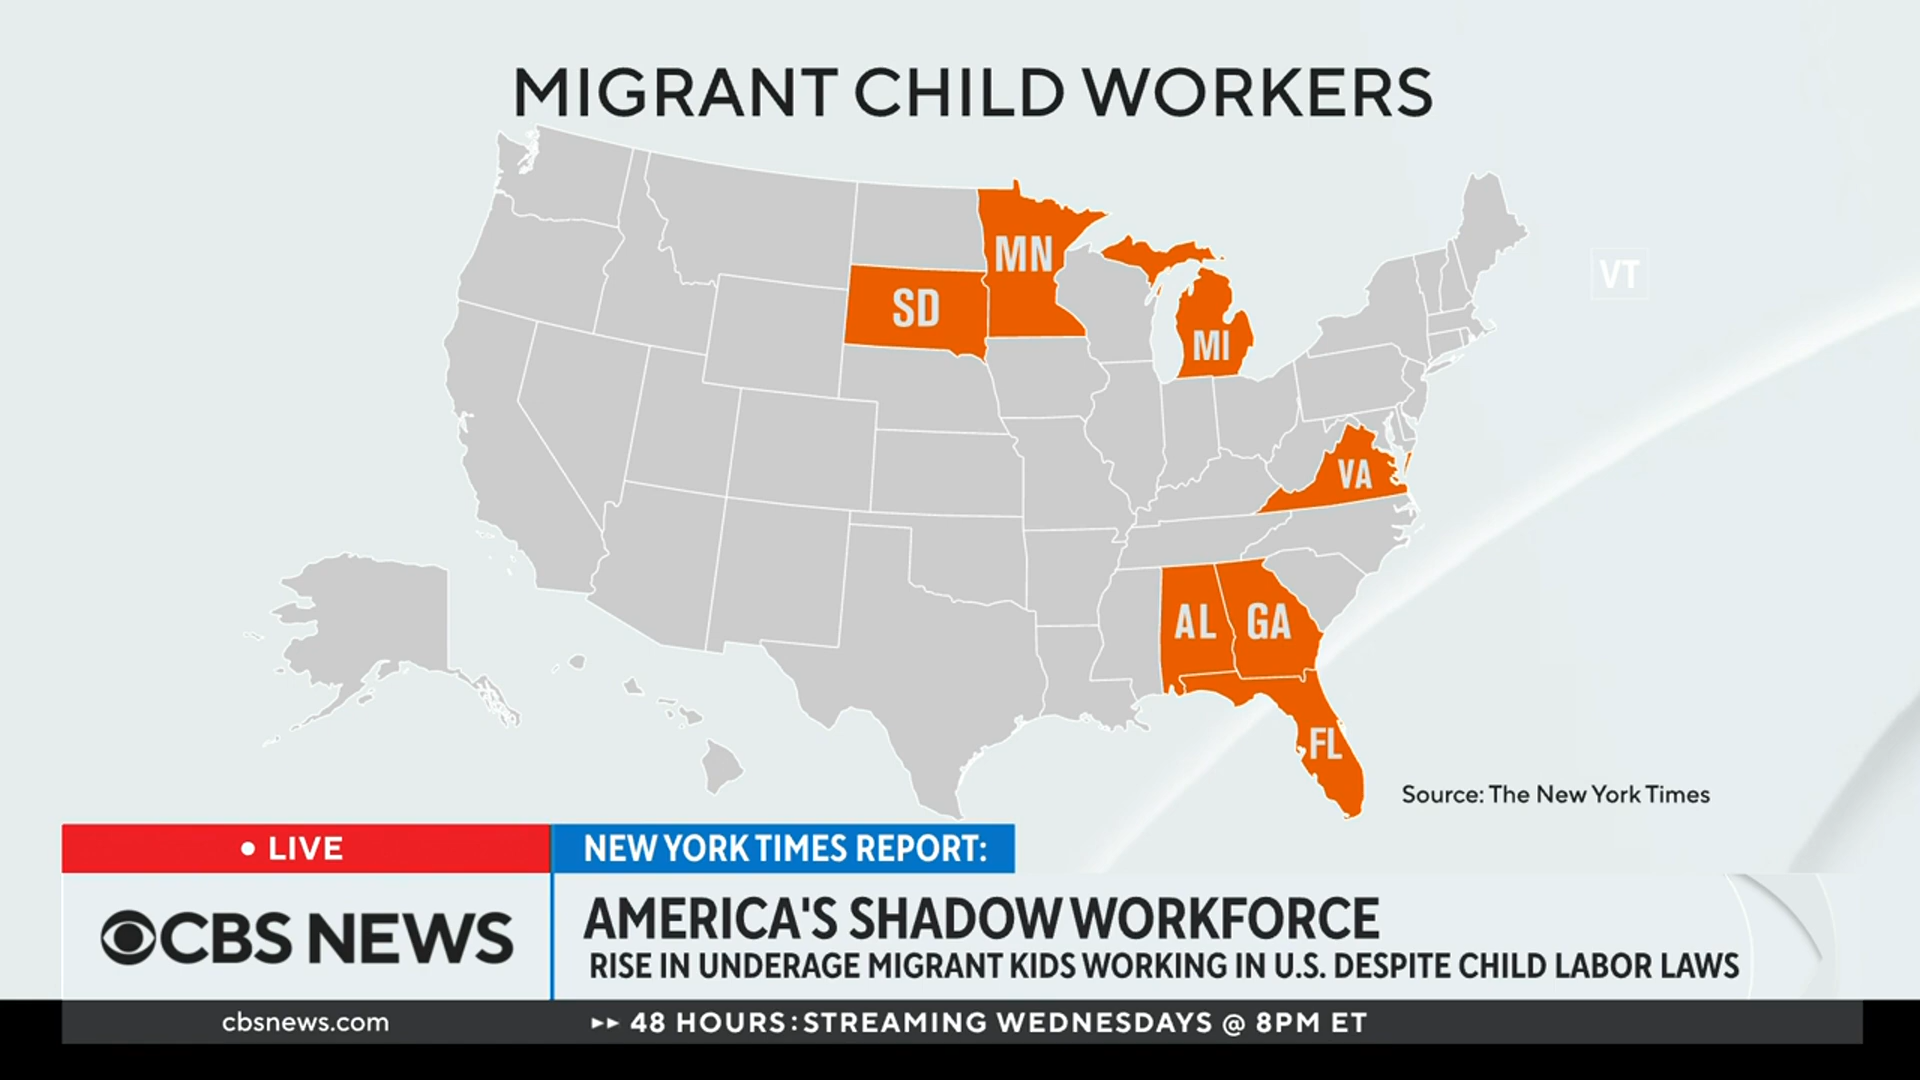 MIGRANT CHILD WORKERS
MN
VT
SD
MI
VA
AL
GA
FL
Source: The New York Times
• LIVE
NEW YORK TIMES REPORT:
CBS NEWS
AMERICA'S SHADOW WORKFORCE
RISE IN UNDERAGE MIGRANT KIDS WORKING IN U.S. DESPITE CHILD LABOR LAWS
cbsnews.com
48 HOURS: STREAMING WEDNESDAYS @ 8PM ET